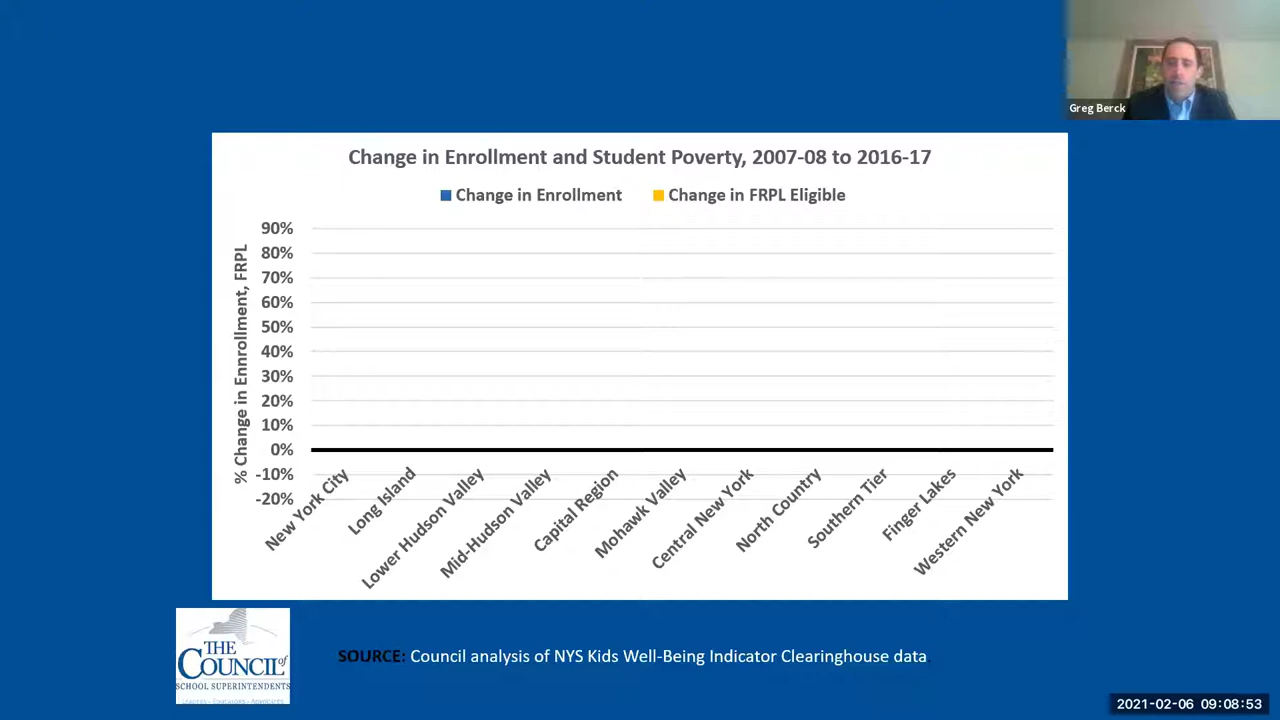 Greg Berck
Change in Enrollment and Student Poverty, 2007-08 to 2016-17
Change in Enrollment
Change in FRPL Eligible
% Change in Ennrollment, FRPL
90%
80%
70%
60%
50%
40%
30%
20%
10%
0%
-10%
-20%
New York City
Long Island
Lower Hudson Valley
Mid-Hudson Valley
Capital Region
Mohawk Valley
Central New York
North Country
Southern Tier
Finger Lakes
Western New York
THE
COUNCIL of
SCHOOL SUPERINTENDENTS
LEADERS - EDUCATORS - ADVOCATES
SOURCE: Council analysis of NYS Kids Well-Being Indicator Clearinghouse data.
2021-02-06 09:08:53